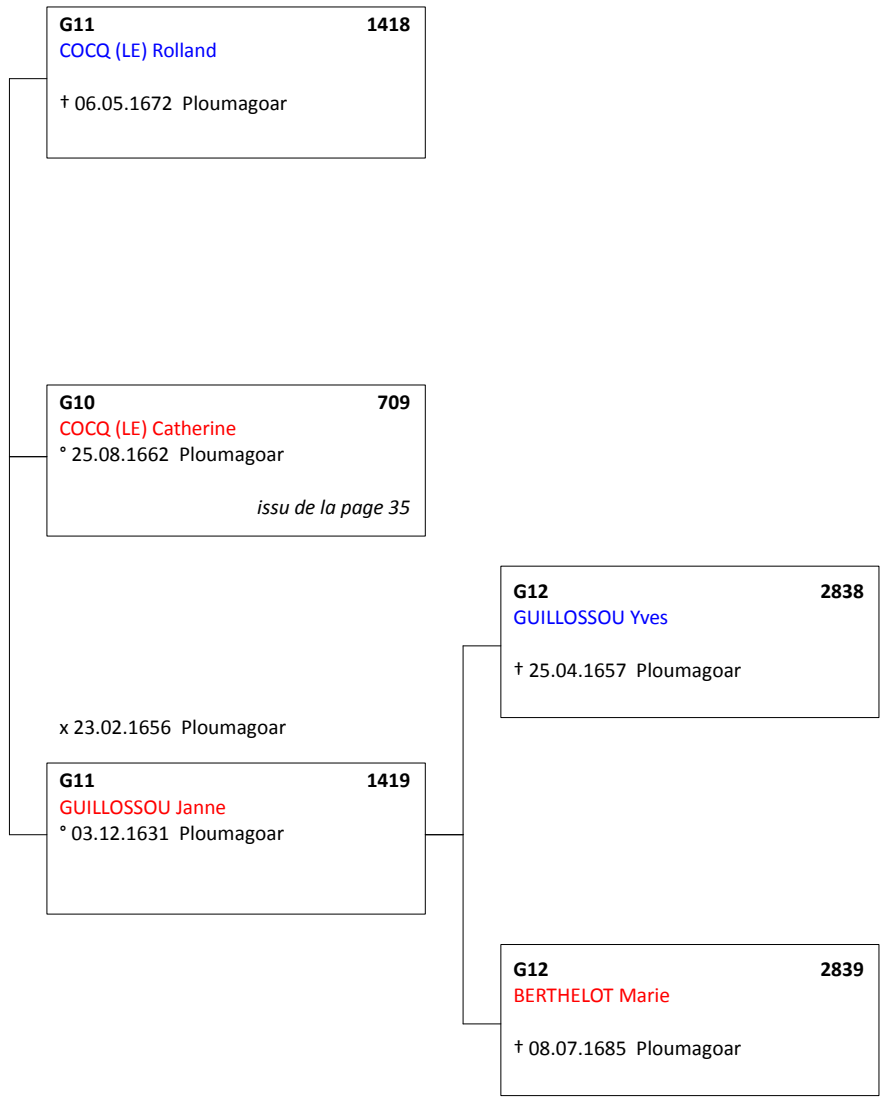 G11 1418
COCQ (LE) Rolland
† 06.05.1672 Ploumagoar
G10 709
COCQ (LE) Catherine
° 25.08.1662 Ploumagoar
issu de la page 35
G12 2838
GUILLOSSOU Yves
† 25.04.1657 Ploumagoar
x 23.02.1656 Ploumagoar
G11 1419
GUILLOSSOU Janne
° 03.12.1631 Ploumagoar
G12 2839
BERTHELOT Marie
† 08.07.1685 Ploumagoar